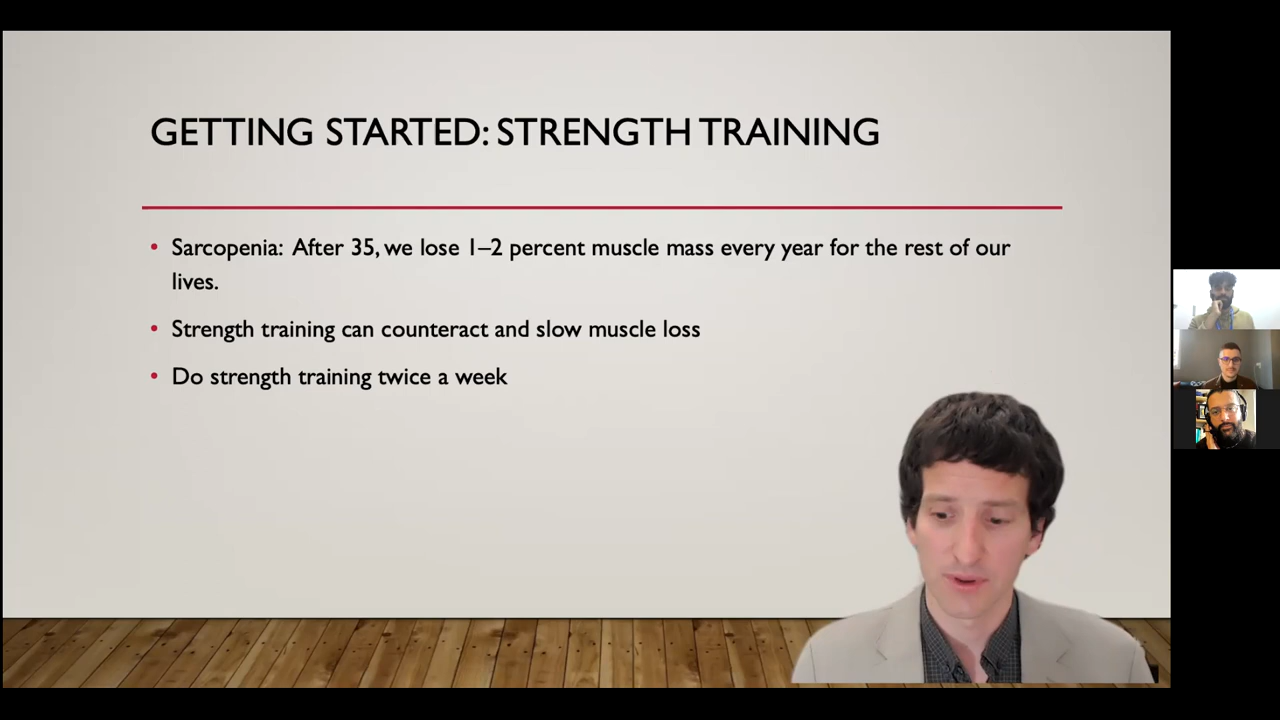 GETTING STARTED: STRENGTH TRAINING
• Sarcopenia: After 35, we lose 1–2 percent muscle mass every year for the rest of our
lives.
• Strength training can counteract and slow muscle loss
• Do strength training twice a week